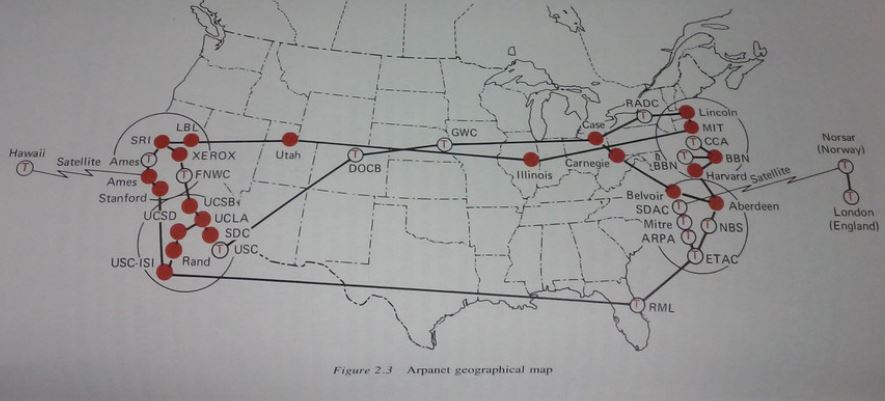 RADC
Lincoln
Case
MIT
LBL
SRI
GWC
CCA
Norsar
(Norway)
Hawaii
T
Satellite
Ames
T
XEROX
Utah
T
DOCB
T
Illinois
Carnegie
BBN
T
BBN
Ames
T
FNWC
Harvard
Satellite
T
Stanford
UCSB
Belvoir
Aberdeen
T
London
(England)
UCSD
UCLA
SDAC
T
SDC
Mitre
T
T
NBS
USC-ISI
Rand
T
USC
ARPA
T
T
ETAC
T
RML
T
T
Figure 2.3 Arpanet geographical map